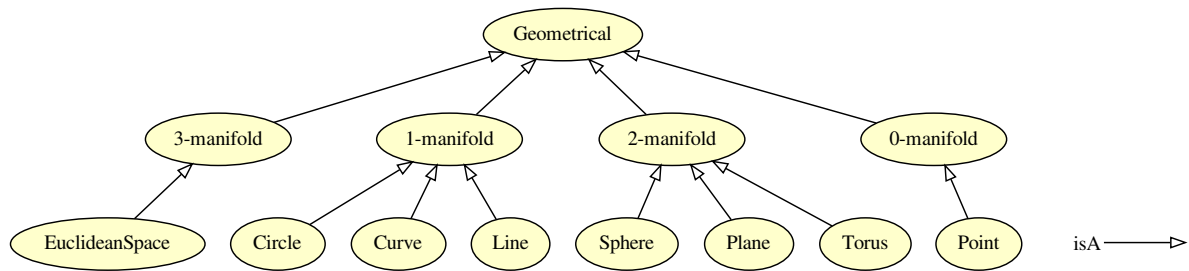 Geometrical
3-manifold 1-manifold 2-manifold 0-manifold
EuclideanSpace Circle Curve Line Sphere Plane Torus Point isA